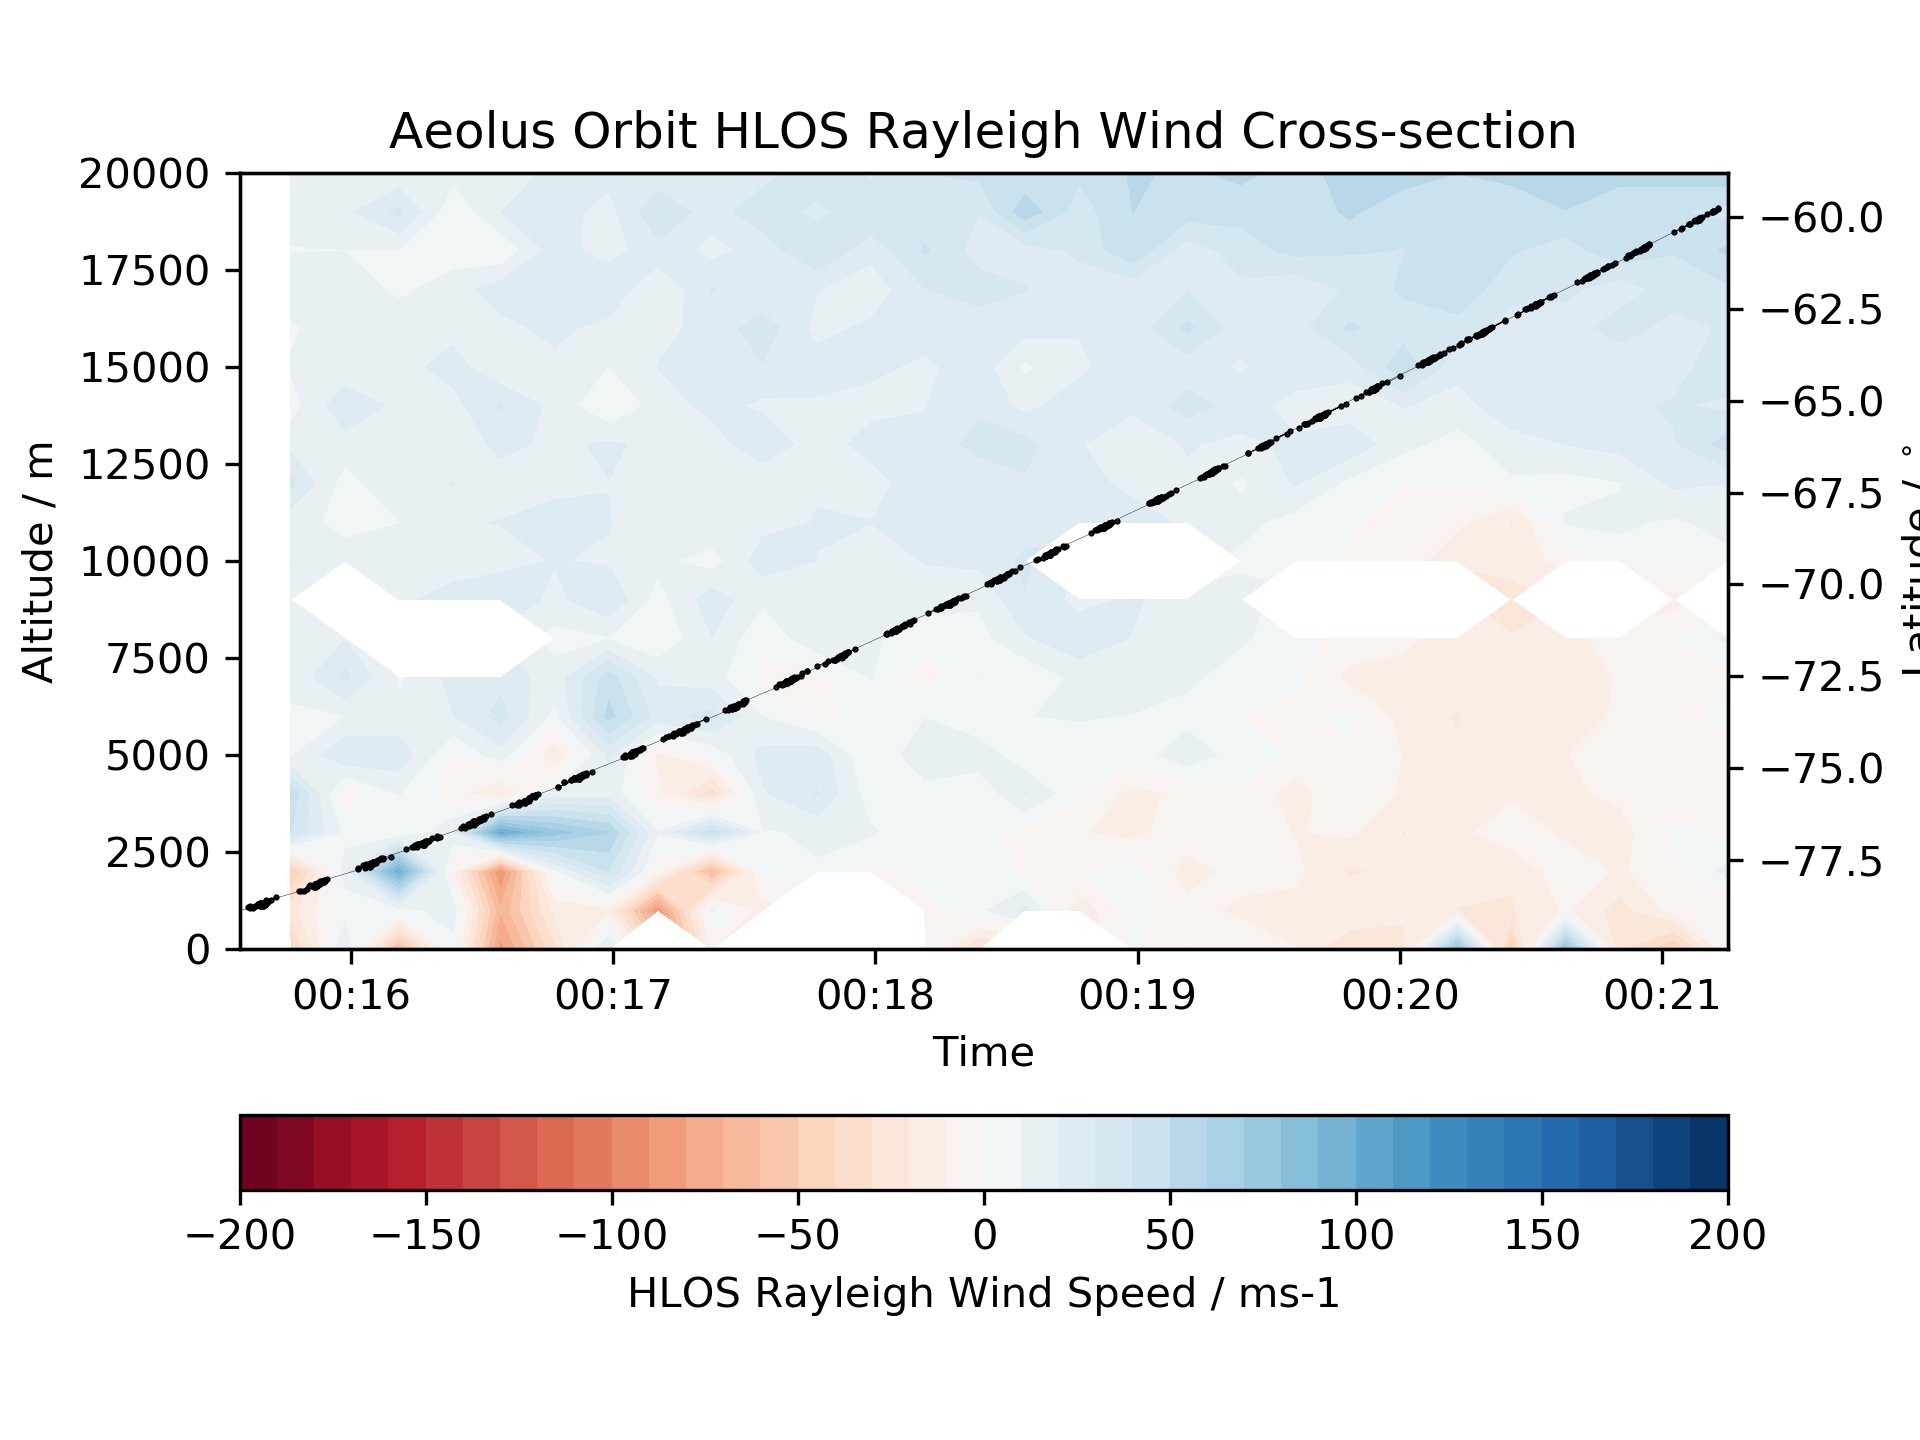 Aeolus Orbit HLOS Rayleigh Wind Cross-section
20000
17500
15000
12500
10000
7500
5000
2500
0
Altitude / m
−60.0
−62.5
−65.0
−67.5
−70.0
−72.5
−75.0
−77.5
Latitude / °
00:16 00:17 00:18 00:19 00:20 00:21
Time
−200 −150 −100 −50 0 50 100 150 200
HLOS Rayleigh Wind Speed / ms-1